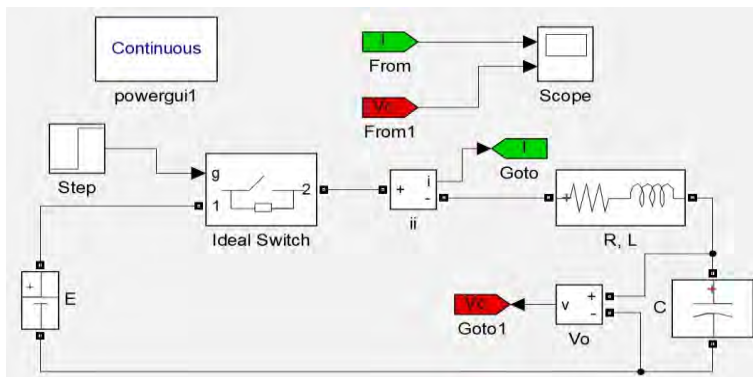 Continuous
powergui1
I
From
Vc
From1
Scope
Step
g
1
2
Ideal Switch
+
i
-
ii
I
Goto
+
R, L
+
E
Vc
Goto1
v
+
-
Vo
+
C